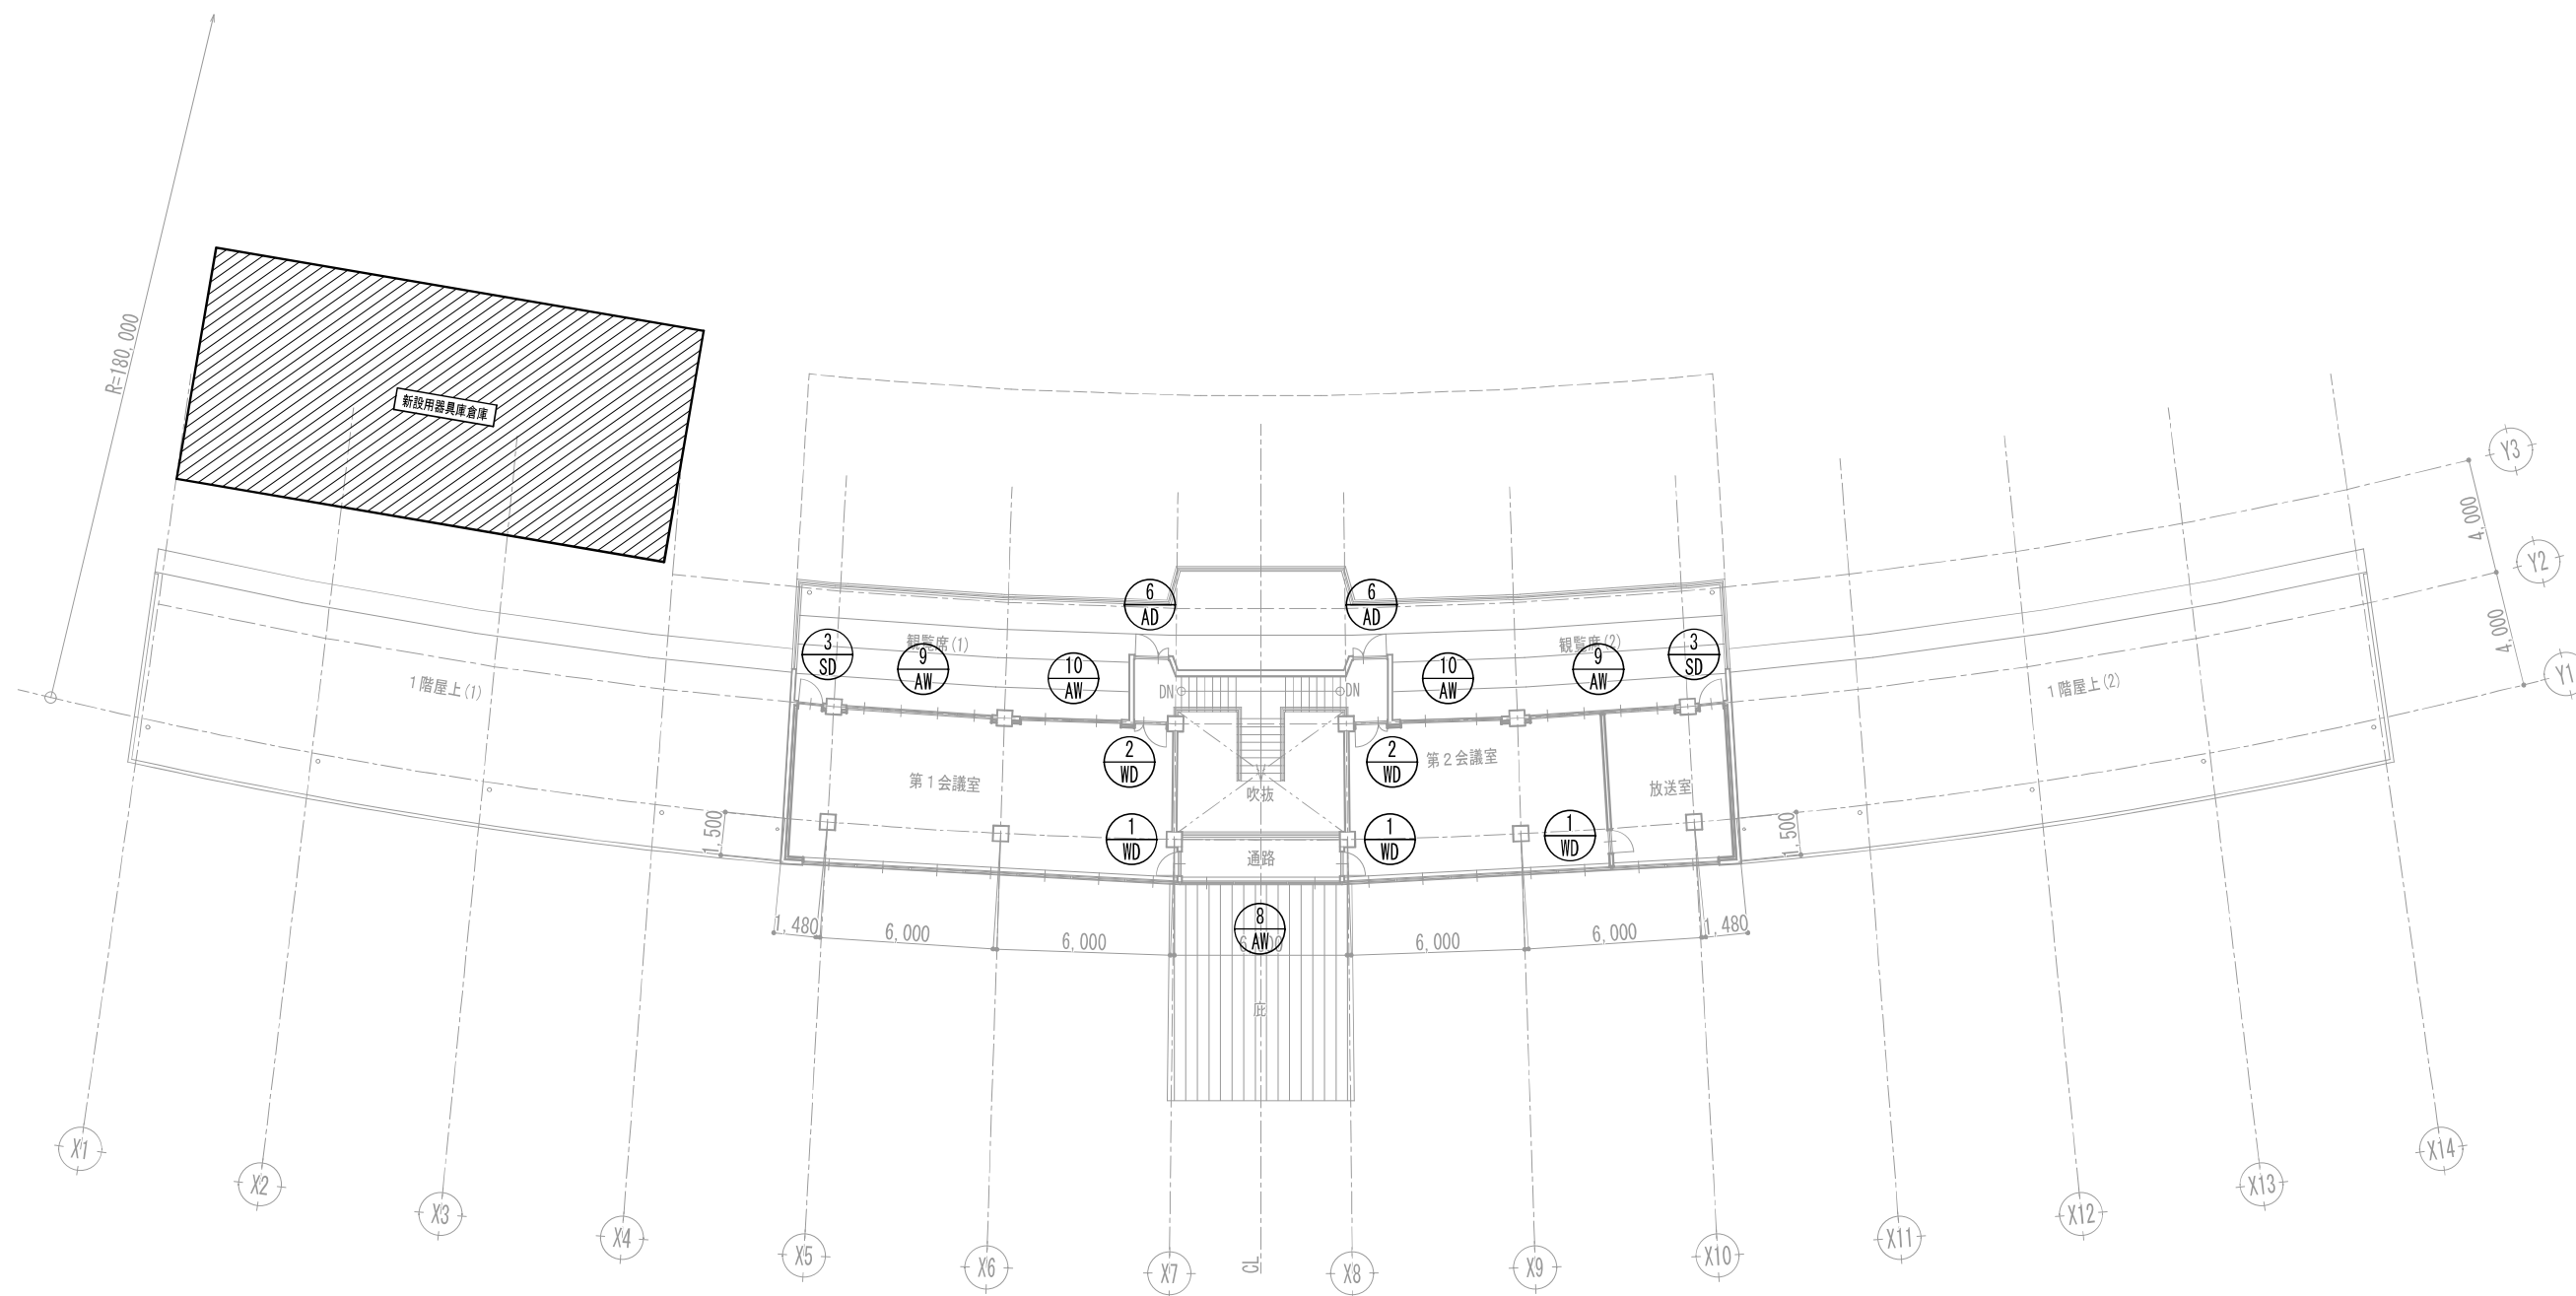 R=180,000
新設用器具庫倉庫
Y3
4,000
Y2
4,000
Y1
6
AD
6
AD
3
SD
観覧席(1)
9
AW
10
AW
10
AW
観覧席(2)
9
AW
3
SD
1階屋上(1)
DN
DN
1階屋上(2)
2
WD
2
WD
第1会議室
第2会議室
吹抜
放送室
1,500
1
WD
1
WD
1
WD
1,500
通路
1,480
6,000
6,000
8
AW
6,000
6,000
1,480
庇
X1
X2
X3
X4
X5
X6
X7
CL
X8
X9
X10
X11
X12
X13
X14